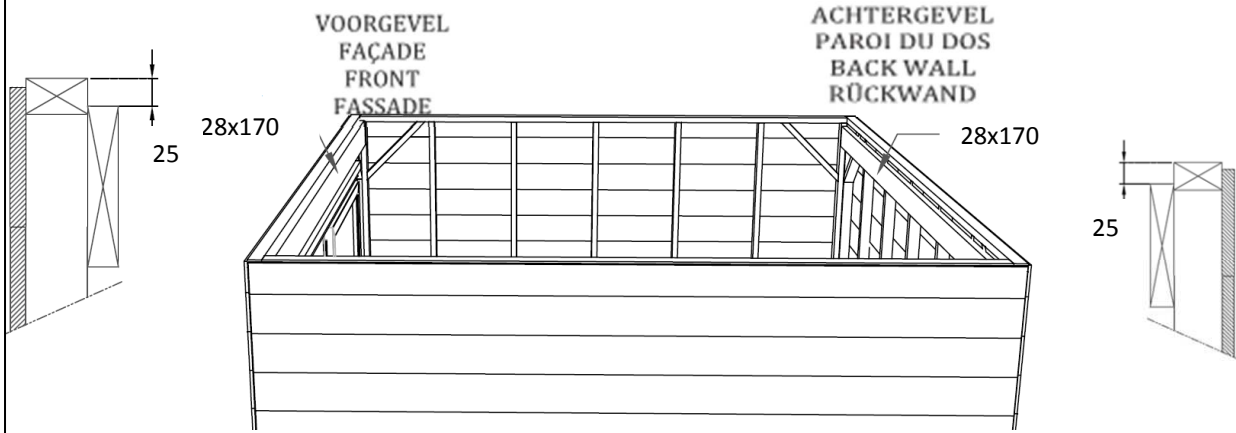 VOORGEVEL
FAÇADE
FRONT
FASSADE
ACHTERGEVEL
PAROI DU DOS
BACK WALL
RÜCKWAND
28x170
28x170
25
25